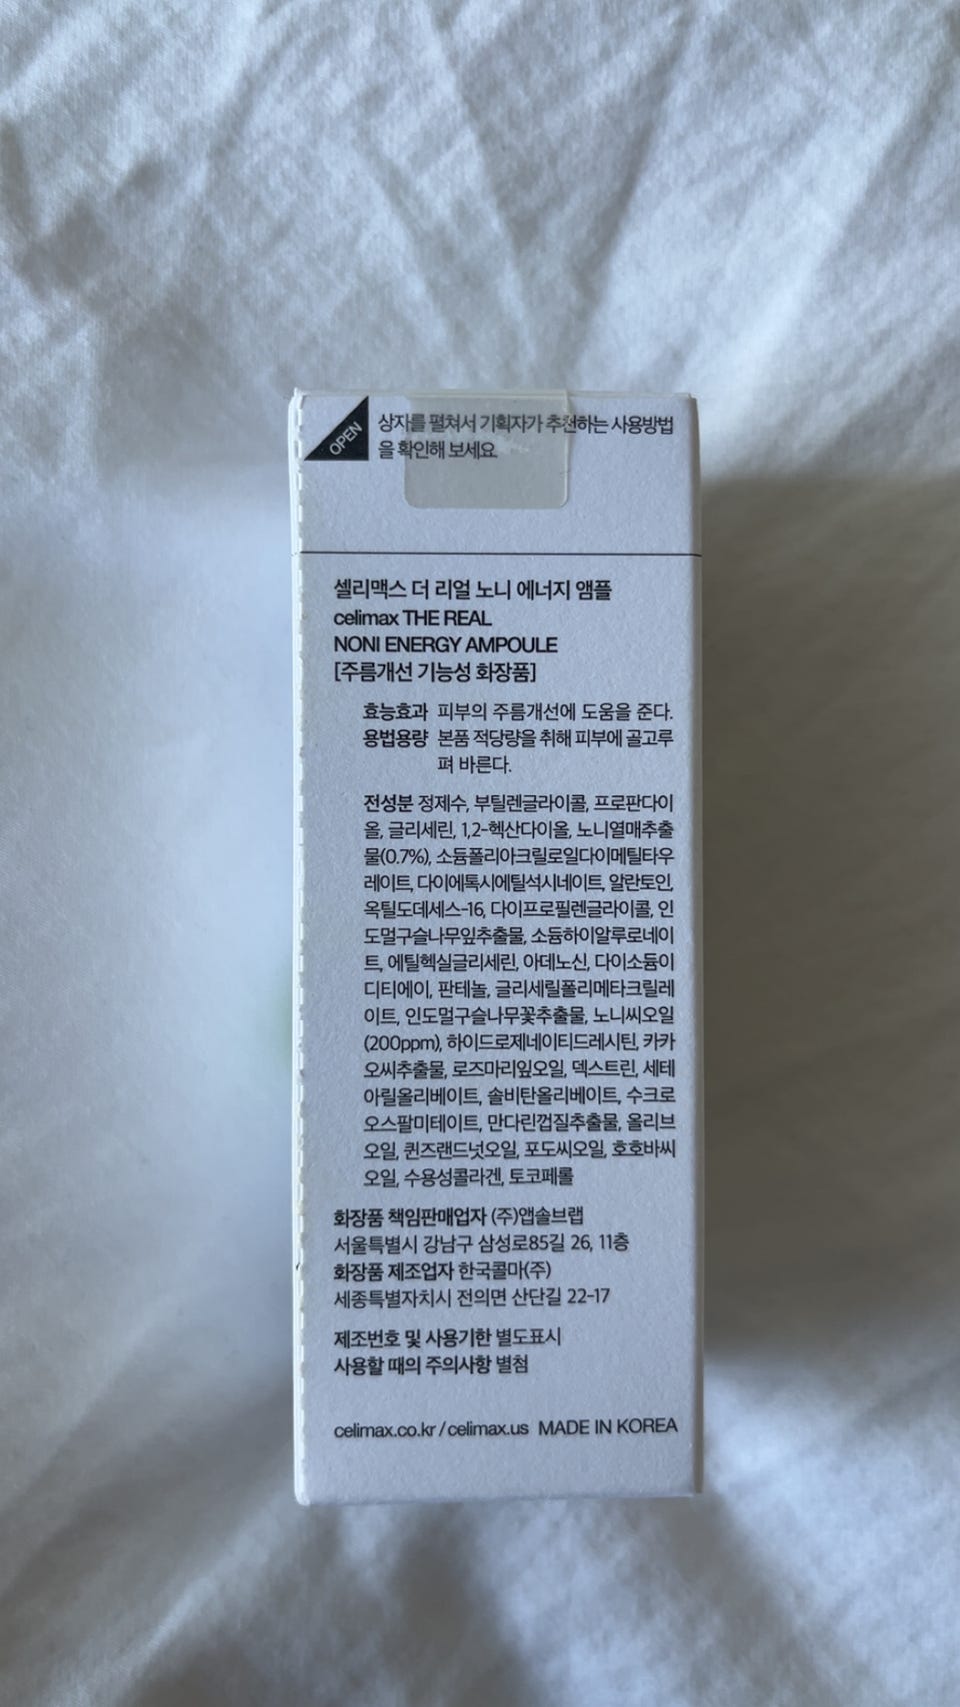 OPEN
상자를 펼쳐서 기획자가 추천하는 사용방법
을 확인해 보세요.
셀리맥스 더 리얼 노니 에너지 앰플
celimax THE REAL
NONI ENERGY AMPOULE
[주름개선 기능성 화장품]
효능효과 피부의 주름개선에 도움을 준다.
용법용량 본품 적당량을 취해 피부에 골고루
펴 바른다.
전성분 정제수, 부틸렌글라이콜, 프로판다이
올, 글리세린, 1,2-헥산다이올, 노니열매추출
물(0.7%), 소듐폴리아크릴로일다이메틸타우
레이트, 다이에톡시에틸석시네이트, 알란토인,
옥틸도데세스-16, 다이프로필렌글라이콜, 인
도멀구슬나무잎추출물, 소듐하이알루로네이
트, 에틸헥실글리세린, 아데노신, 다이소듐이
디티에이, 판테놀, 글리세릴폴리메타크릴레
이트, 인도멀구슬나무꽃추출물, 노니씨오일
(200ppm), 하이드로제네이티드레시틴, 카카
오씨추출물, 로즈마리잎오일, 덱스트린, 세테
아릴올리베이트, 솔비탄올리베이트, 수크로
오스팔미테이트, 만다린껍질추출물, 올리브
오일, 퀸즈랜드넛오일, 포도씨오일, 호호바씨
오일, 수용성콜라겐, 토코페롤
화장품 책임판매업자 (주)앱솔브랩
서울특별시 강남구 삼성로85길 26, 11층
화장품 제조업자 한국콜마(주)
세종특별자치시 전의면 산단길 22-17
제조번호 및 사용기한 별도표시
사용할 때의 주의사항 별첨
celimax.co.kr / celimax.us MADE IN KOREA